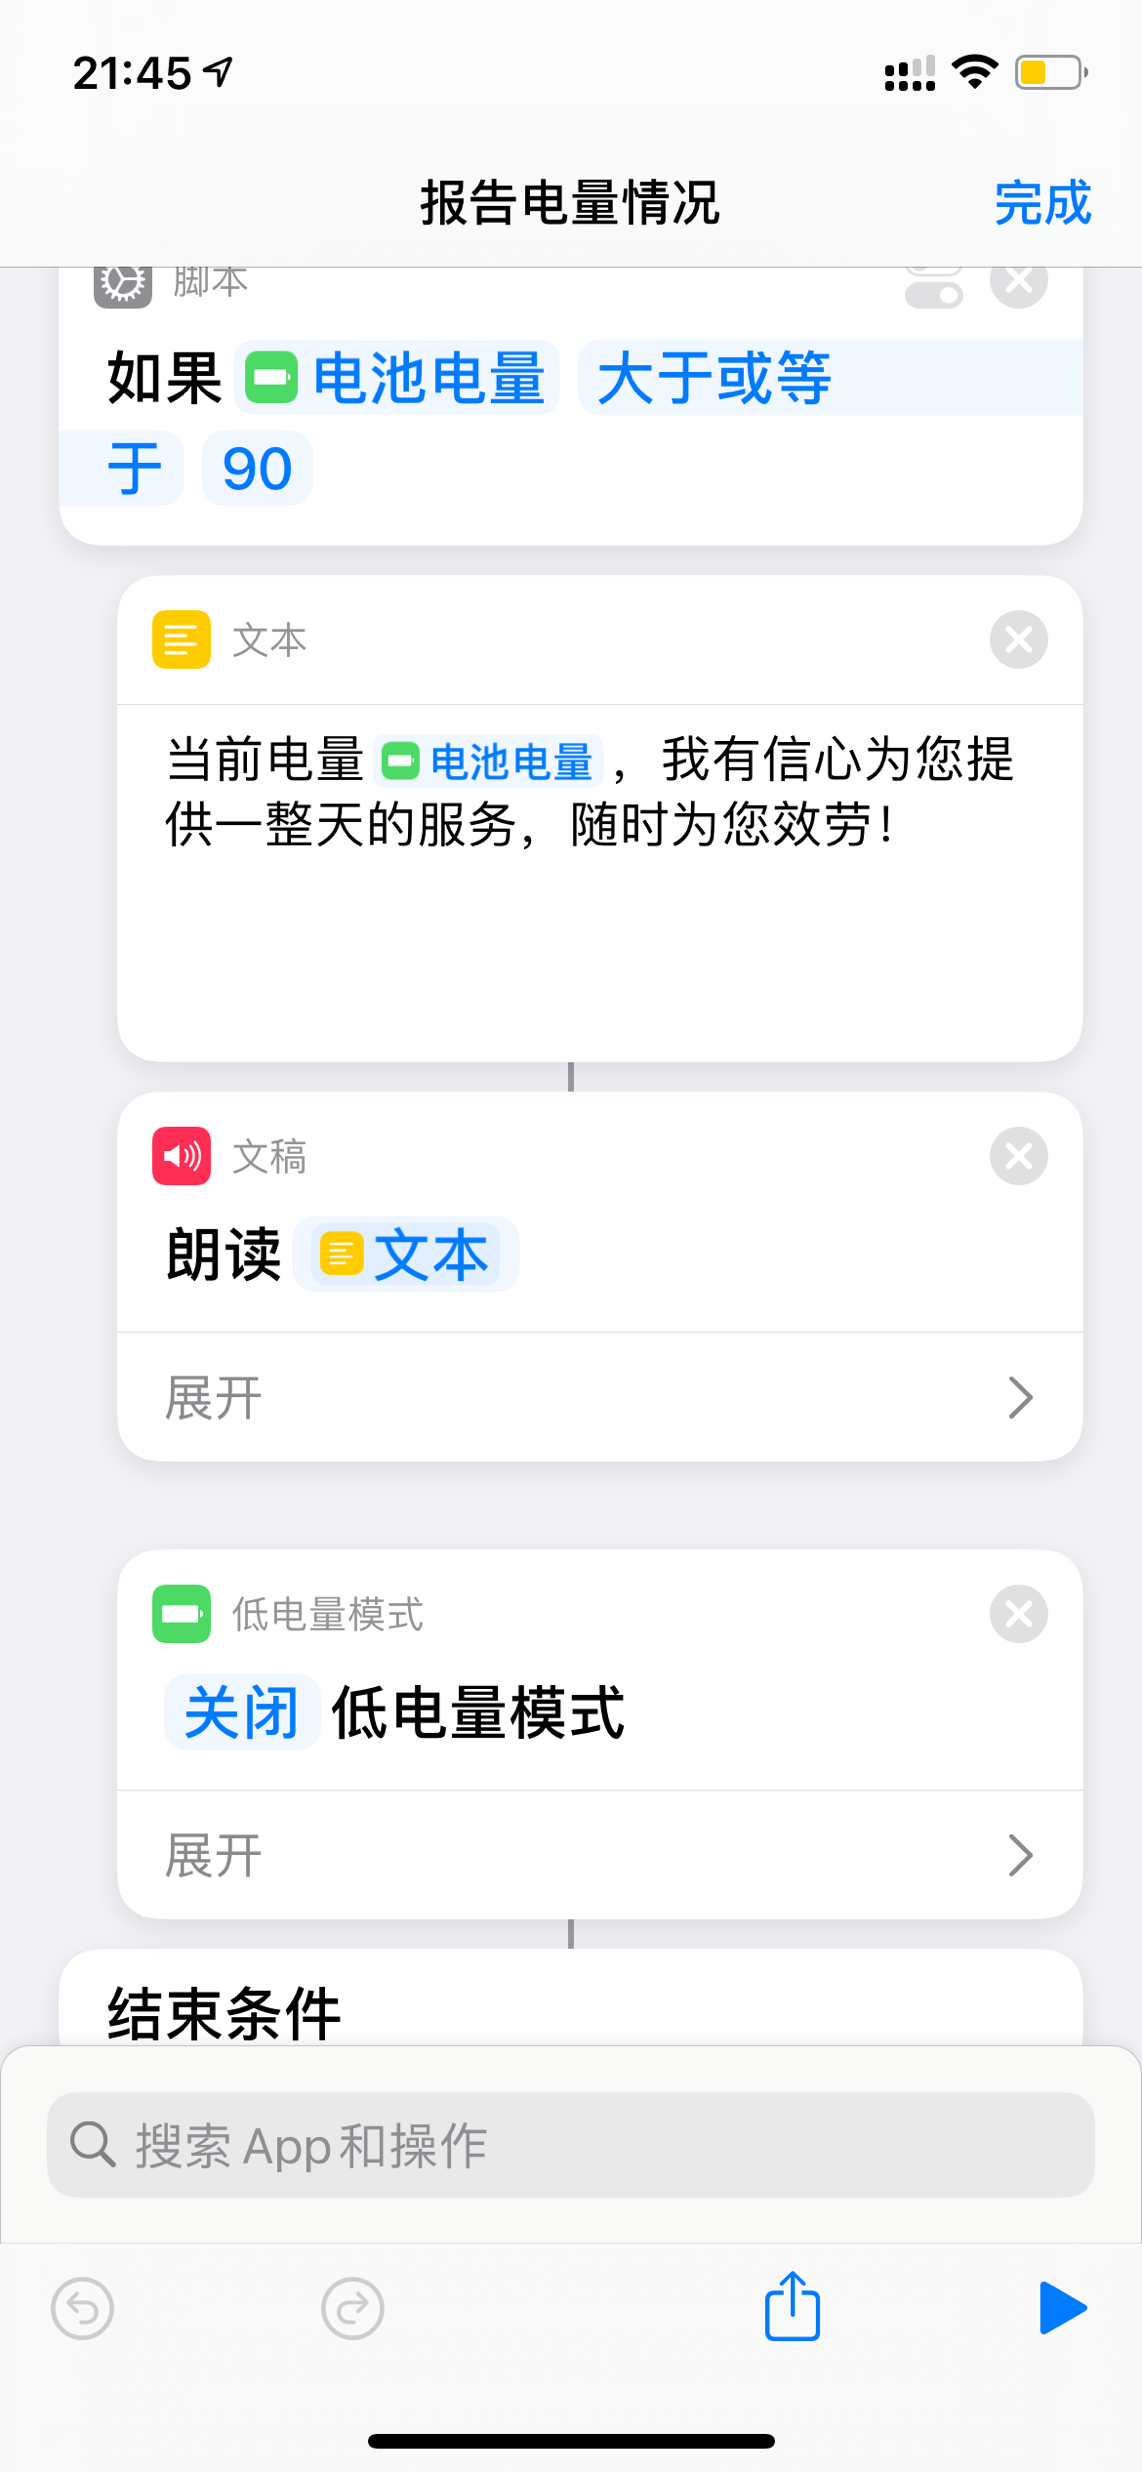 21:45
报告电量情况
完成
脚本
如果 电池电量 大于或等
于 90
文本
当前电量 电池电量 ，我有信心为您提
供一整天的服务，随时为您效劳！
文稿
朗读 文本
展开
低电量模式
关闭 低电量模式
展开
结束条件
搜索 App 和操作